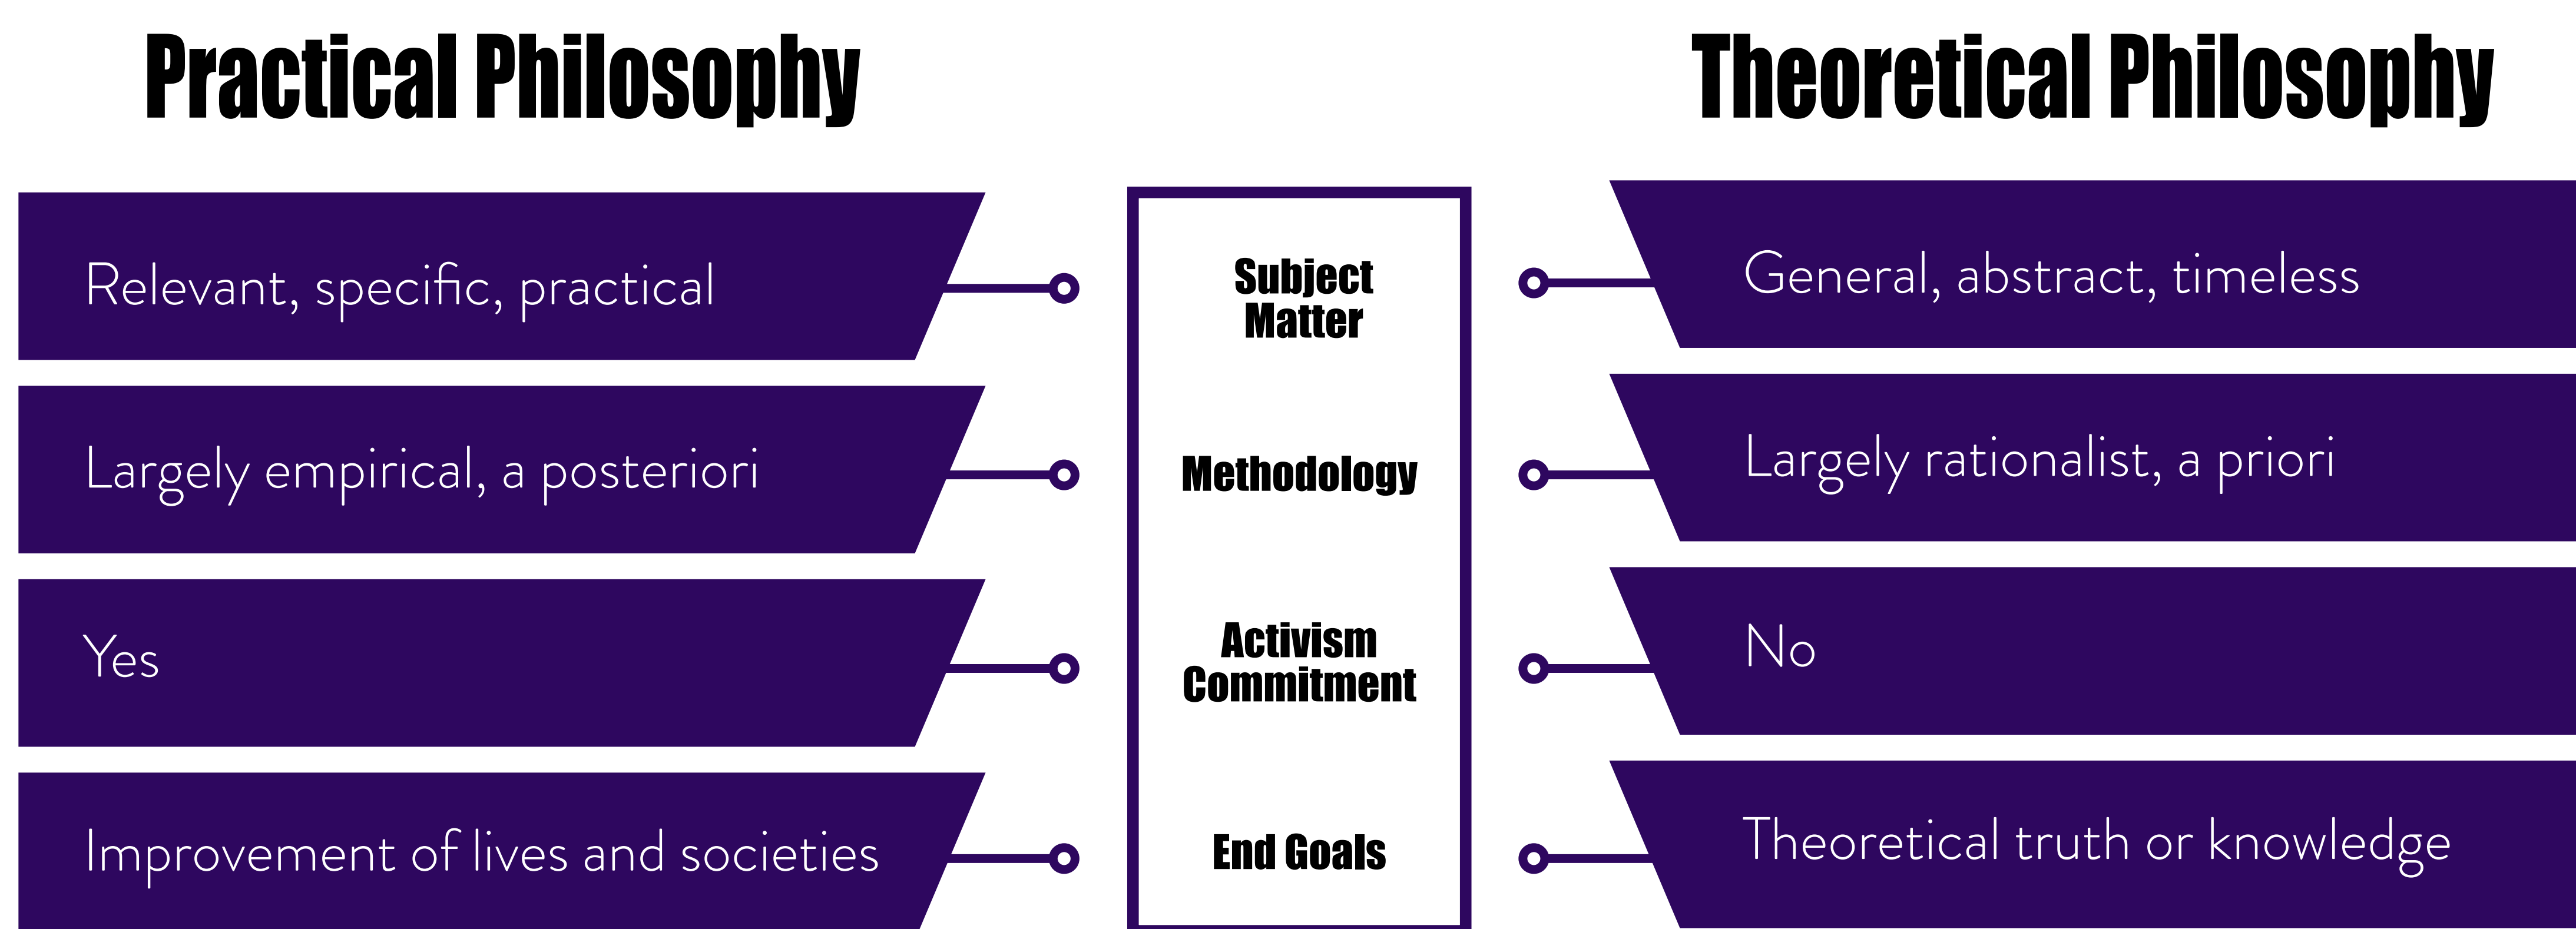 Practical Philosophy
Theoretical Philosophy
Relevant, specific, practical
Subject
Matter
General, abstract, timeless
Largely empirical, a posteriori
Methodology
Largely rationalist, a priori
Yes
Activism
Commitment
No
Improvement of lives and societies
End Goals
Theoretical truth or knowledge